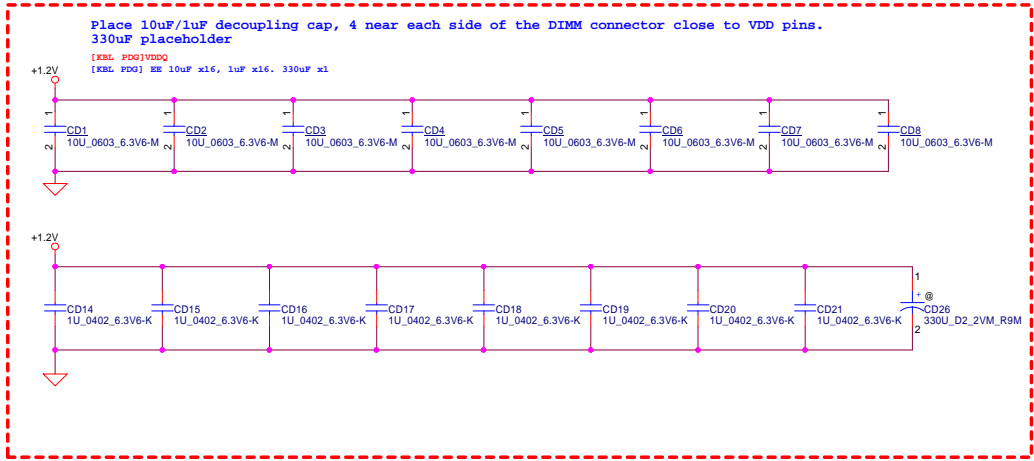 Place 10uF/1uF decoupling cap, 4 near each side of the DIMM connector close to VDD pins.
330uF placeholder
[KBL PDG]VDDQ
[KBL PDG] EE 10uF x16, 1uF x16. 330uF x1
+1.2V
1 1 1 1 1 1 1 1
CD1 CD2 CD3 CD4 CD5 CD6 CD7 CD8
10U_0603_6.3V6-M 10U_0603_6.3V6-M 10U_0603_6.3V6-M 10U_0603_6.3V6-M 10U_0603_6.3V6-M 10U_0603_6.3V6-M 10U_0603_6.3V6-M 10U_0603_6.3V6-M
2 2 2 2 2 2 2 2
+1.2V
1
+ @
CD14 CD15 CD16 CD17 CD18 CD19 CD20 CD21 CD26
1U_0402_6.3V6-K 1U_0402_6.3V6-K 1U_0402_6.3V6-K 1U_0402_6.3V6-K 1U_0402_6.3V6-K 1U_0402_6.3V6-K 1U_0402_6.3V6-K 1U_0402_6.3V6-K 330U_D2_2VM_R9M
2